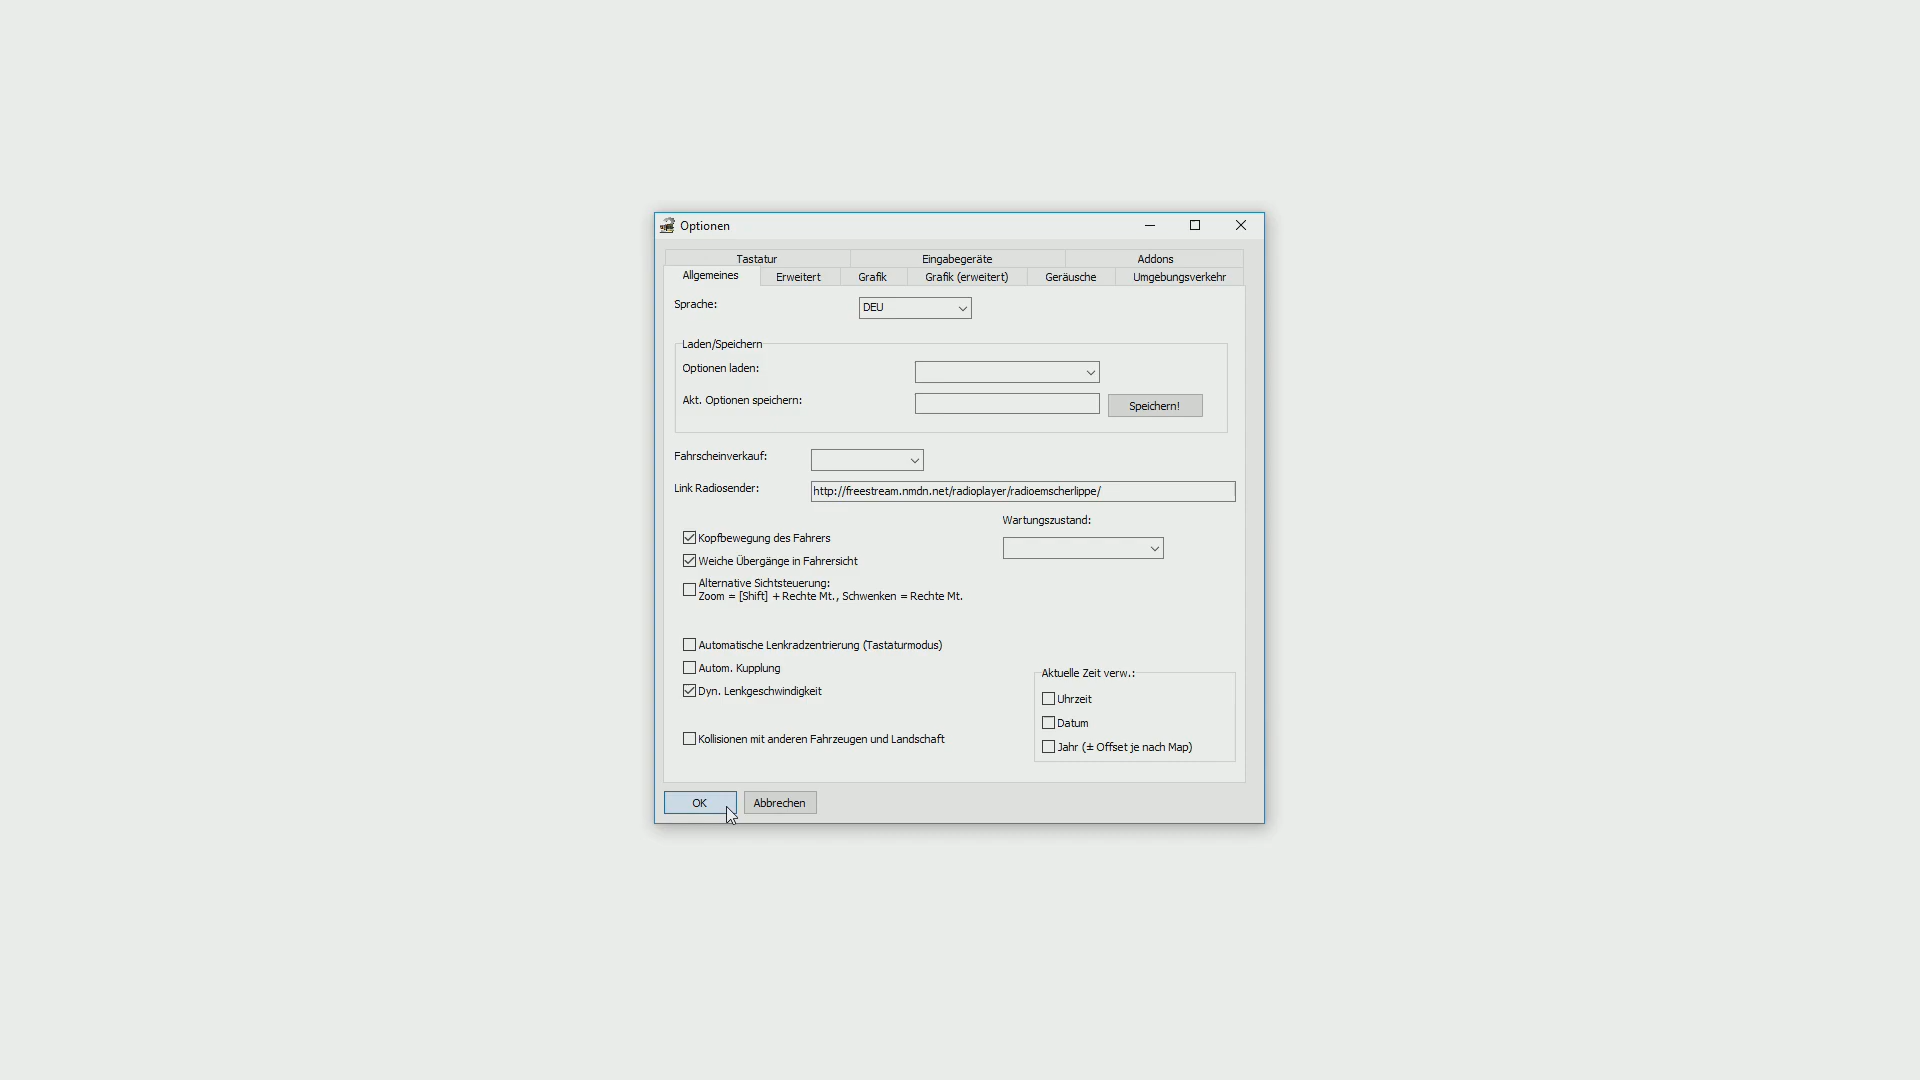 Optionen
Tastatur Eingabegeräte Addons
Allgemeines Erweitert Grafik Grafik (erweitert) Geräusche Umgebungsverkehr
Sprache: DEU
Laden/Speichern
Optionen laden:
Akt. Optionen speichern: Speichern!
Fahrscheinverkauf:
Link Radiosender: http://freestream.nmdn.net/radioplayer/radioemscherlippe/
Wartungszustand:
Kopfbewegung des Fahrers
Weiche Übergänge in Fahrersicht
Alternative Sichtsteuerung:
Zoom = [Shift] + Rechte Mt., Schwenken = Rechte Mt.
Automatische Lenkradzentrierung (Tastaturmodus)
Autom. Kupplung
Dyn. Lenkgeschwindigkeit
Kollisionen mit anderen Fahrzeugen und Landschaft
Aktuelle Zeit verw.:
Uhrzeit
Datum
Jahr (± Offset je nach Map)
OK Abbrechen